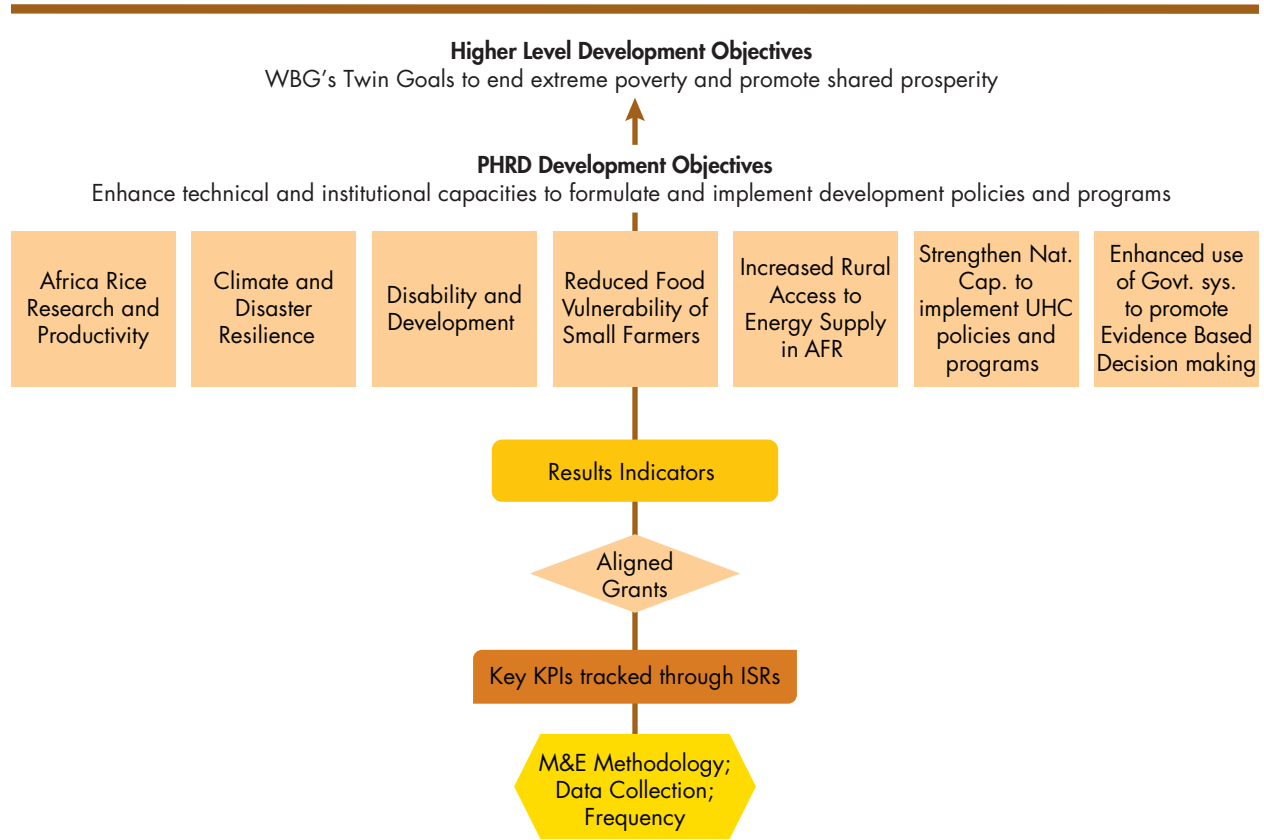 Higher Level Development Objectives
WBG's Twin Goals to end extreme poverty and promote shared prosperity
PHRD Development Objectives
Enhance technical and institutional capacities to formulate and implement development policies and programs
Africa Rice
Research and
Productivity
Climate and
Disaster
Resilience
Disability and
Development
Reduced Food
Vulnerability of
Small Farmers
Increased Rural
Access to
Energy Supply
in AFR
Strengthen Nat.
Cap. to
implement UHC
policies and
programs
Enhanced use
of Govt. sys.
to promote
Evidence Based
Decision making
Results Indicators
Aligned
Grants
Key KPIs tracked through ISRs
M&E Methodology;
Data Collection;
Frequency